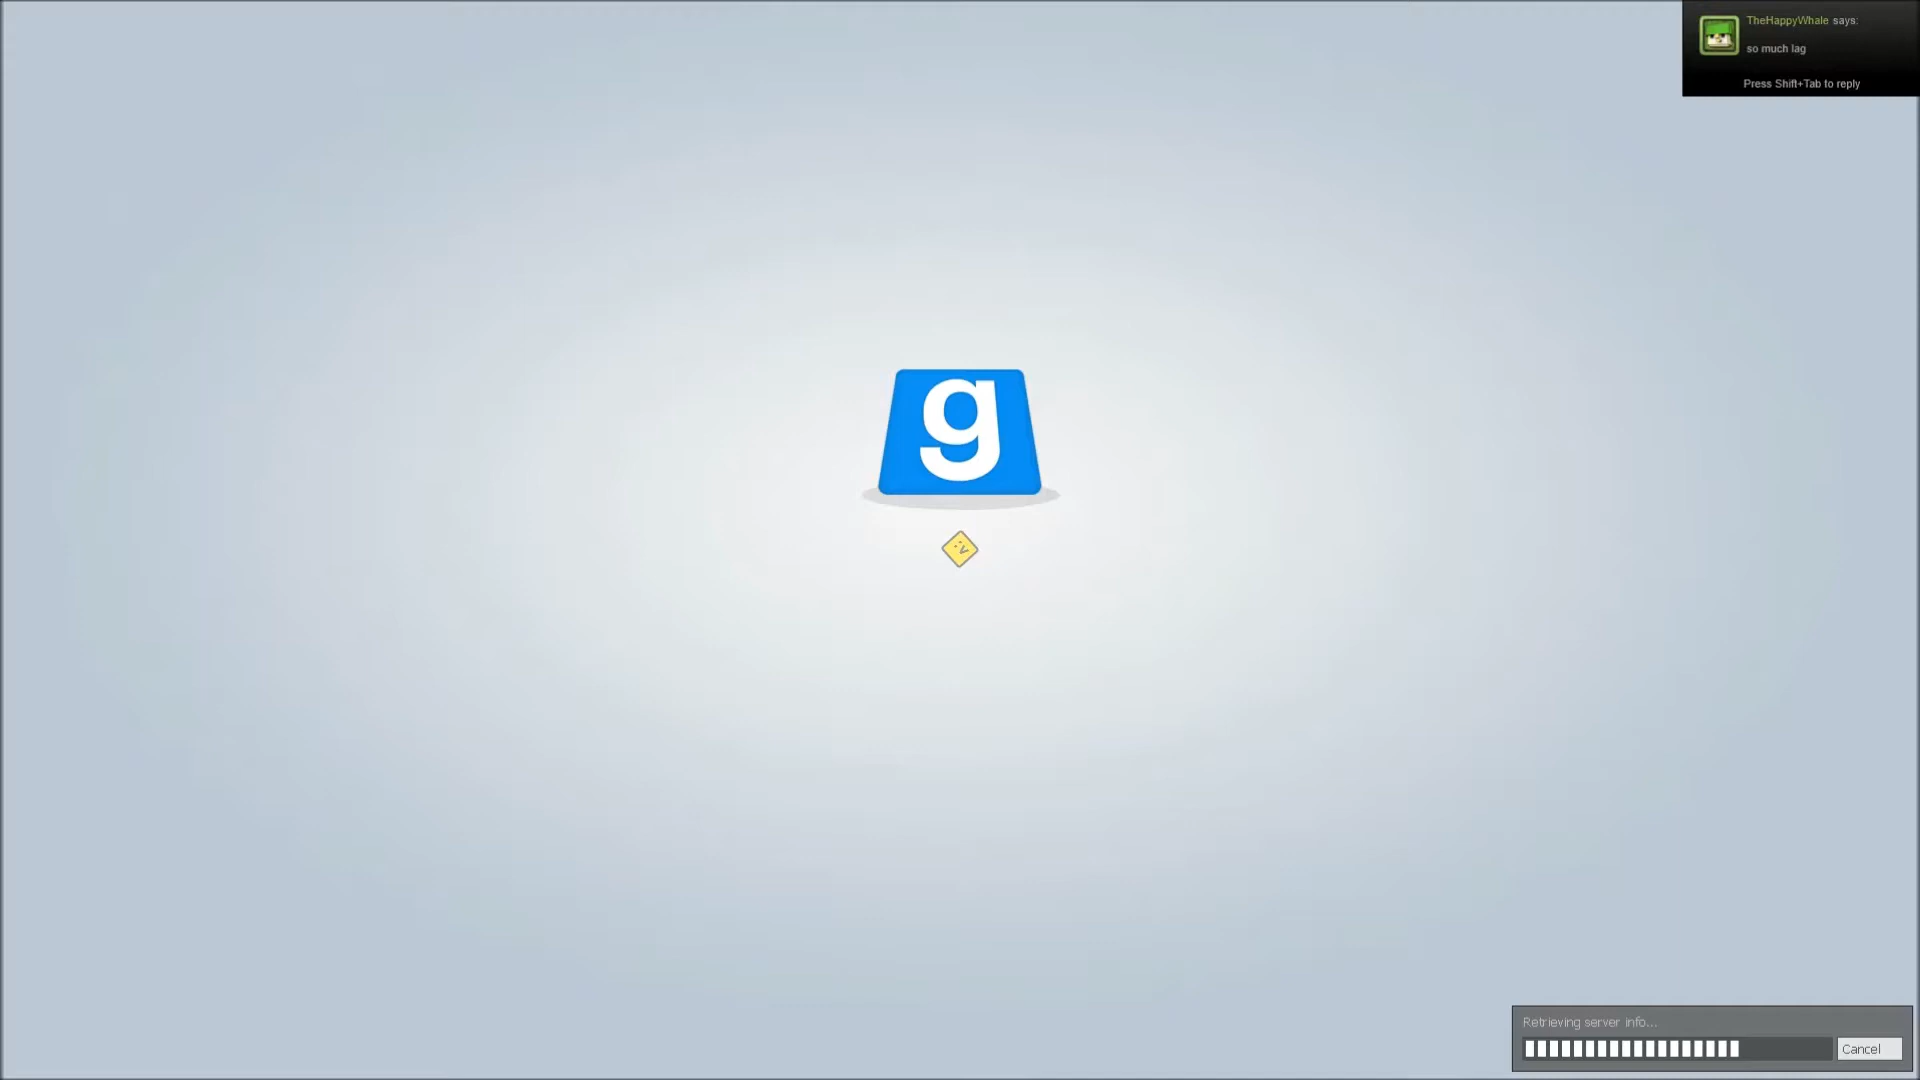 TheHappyWhale says:
so much lag
Press Shift+Tab to reply
g
Retrieving server info...
Cancel